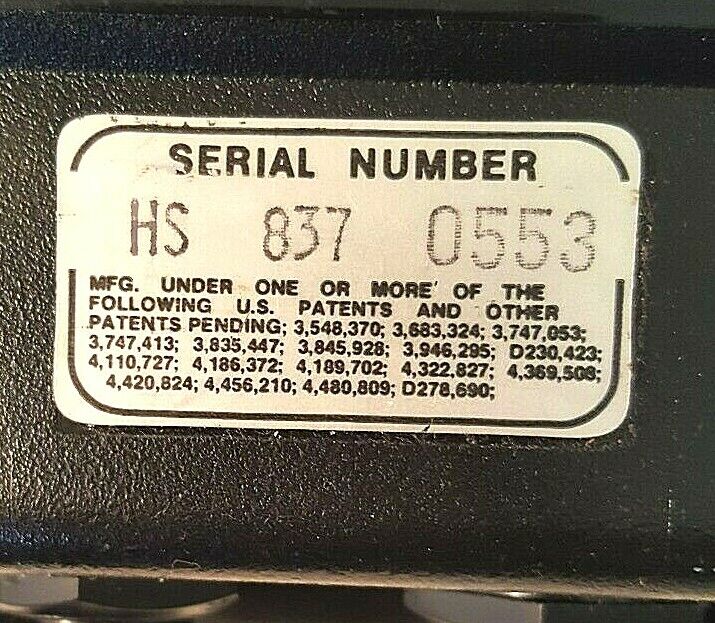 SERIAL NUMBER
HS 837 0553
MFG. UNDER ONE OR MORE OF THE
FOLLOWING U.S. PATENTS AND OTHER
PATENTS PENDING; 3,548,370; 3,683,324; 3,747,053;
3,747,413; 3,835,447; 3,845,928; 3,946,295; D230,423;
4,110,727; 4,186,372; 4,189,702; 4,322,827; 4,369,508;
4,420,824; 4,456,210; 4,480,809; D278,690;